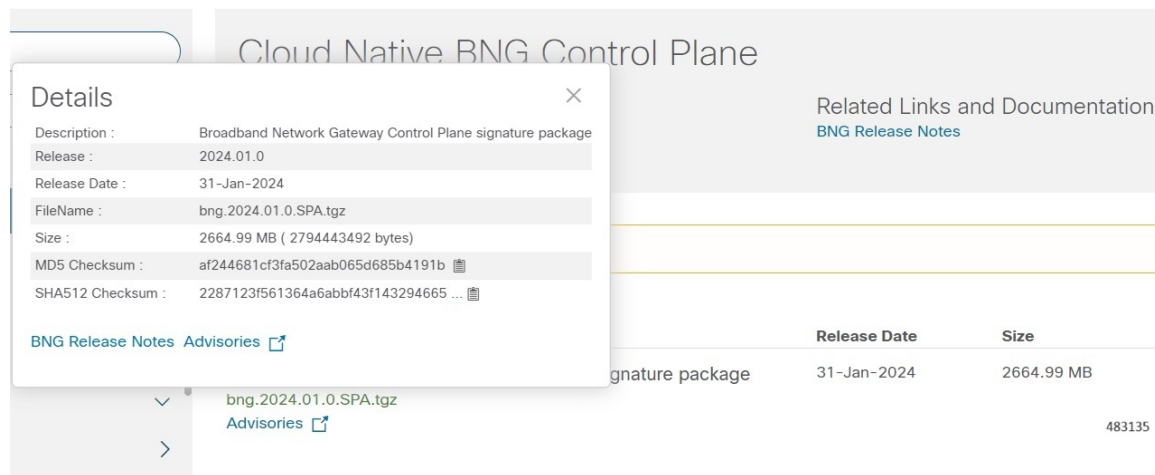 Cloud Native BNG Control Plane
Details
Description : Broadband Network Gateway Control Plane signature package
Release : 2024.01.0
Release Date : 31-Jan-2024
FileName : bng.2024.01.0.SPA.tgz
Size : 2664.99 MB ( 2794443492 bytes)
MD5 Checksum : af244681cf3fa502aab065d685b4191b
SHA512 Checksum : 2287123f561364a6abbf43f143294665 ...
BNG Release Notes Advisories
Related Links and Documentation
BNG Release Notes
Release Date Size
gnature package 31-Jan-2024 2664.99 MB
bng.2024.01.0.SPA.tgz
Advisories
483135